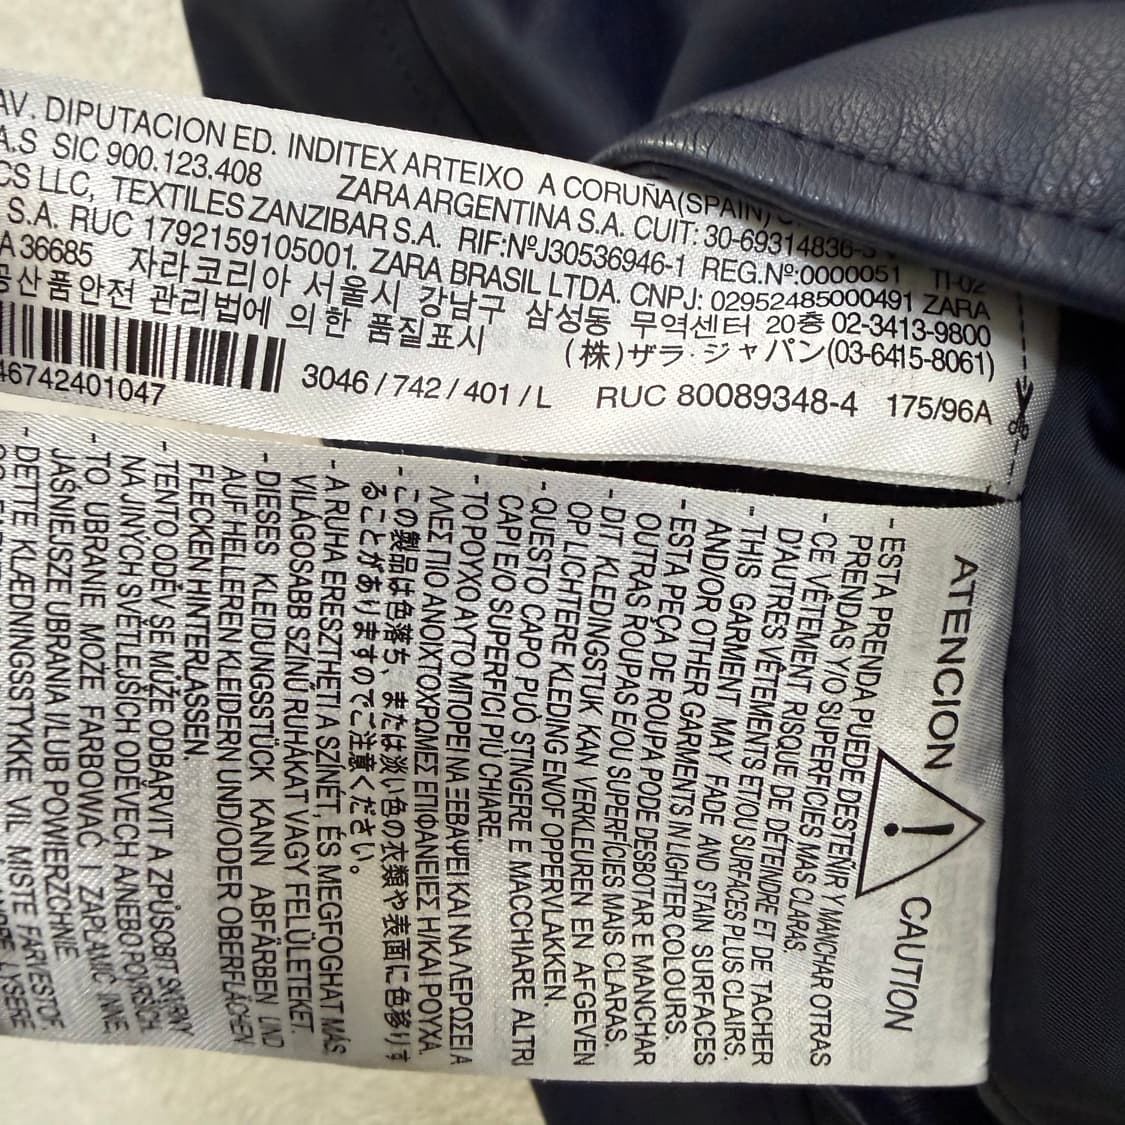 AV. DIPUTACION ED. INDITEX ARTEIXO A CORUÑA(SPAIN)
A.S SIC 900.123.408 ZARA ARGENTINA S.A. CUIT: 30-69314836-
CS LLC, TEXTILES ZANZIBAR S.A. RIF:NºJ30536946-1 REG.Nº:0000051 TI-02
S.A. RUC 1792159105001. ZARA BRASIL LTDA. CNPJ: 02952485000491 ZARA
A 36685 자라코리아 서울시 강남구 삼성동 무역센터 20층 02-3413-9800
공산품안전 관리법에 의한 품질표시 (株)ザラ・ジャパン(03-6415-8061)
46742401047 3046/742/401/L RUC 80089348-4 175/96A
ATENCION ! CAUTION
- ESTA PRENDA PUEDE DESTEÑIR Y MANCHAR OTRAS
PRENDAS Y/O SUPERFICIES MAS CLARAS.
- CE VÊTEMENT RISQUE DE DÉTEINDRE ET DE TACHER
D'AUTRES VÊTEMENTS ET/OU SURFACES PLUS CLAIRS.
- THIS GARMENT MAY FADE AND STAIN SURFACES
AND/OR OTHER GARMENTS IN LIGHTER COLOURS.
- ESTA PEÇA DE ROUPA PODE DESBOTAR E MANCHAR
OUTRAS ROUPAS E/OU SUPERFÍCIES MAIS CLARAS.
- DIT KLEDINGSTUK KAN VERKLEUREN EN AFGEVEN
OP LICHTERE KLEDING EN/OF OPPERVLAKKEN.
- QUESTO CAPO PUÒ STINGERE E MACCHIARE ALTRI
CAPI E/O SUPERFICI PIÙ CHIARE.
- ΤΟ ΡΟΥΧΟ ΑΥΤΟ ΜΠΟΡΕΙ ΝΑ ΞΕΒΑΨΕΙ ΚΑΙ ΝΑ ΛΕΡΩΣΕΙ Α
ΛΛΕΣ ΠΙΟ ΑΝΟΙΧΤΟΧΡΩΜΕΣ ΕΠΙΦΑΝΕΙΕΣ Η/ΚΑΙ ΡΟΥΧΑ.
- この製品は色落ち、または淡い色の衣類や表面に色移りす
ることがありますのでご注意ください。
- A RUHA ERESZTHETI A SZÍNÉT, ÉS MEGFOGHAT MÁS
VILÁGOSABB SZÍNŰ RUHÁKAT VAGY FELÜLETEKET.
- DIESES KLEIDUNGSSTÜCK KANN ABFÄRBEN UND
AUF HELLEREN KLEIDERN UND/ODER OBERFLÄCHEN
FLECKEN HINTERLASSEN.
- TENTO ODĚV SE MŮŽE ODBARVIT A ZPŮSOBIT SKVRNY
NA JINÝCH SVĚTLEJŠÍCH ODĚVECH A/NEBO POVRŠÍCH.
- TO UBRANIE MOŻE FARBOWAĆ I ZAPLAMIĆ INNE,
JAŚNIEJSZE UBRANIA I/LUB POWIERZCHNIE.
- DETTE KLÆDNINGSSTYKKE VIL MISTE FARVESTOF